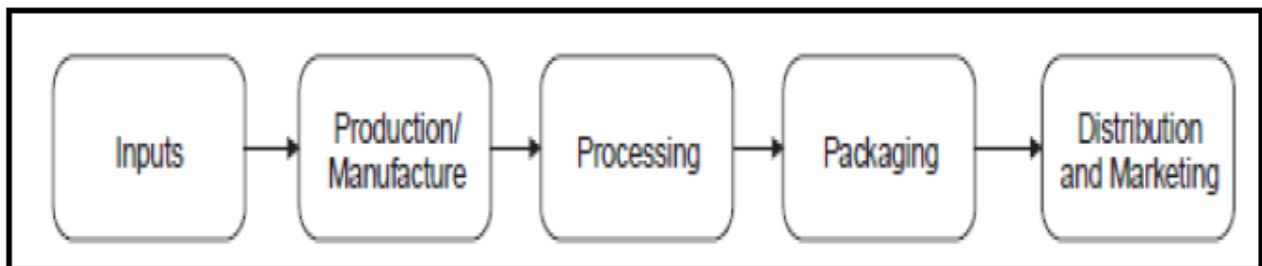 Inputs
Production/
Manufacture
Processing
Packaging
Distribution
and Marketing